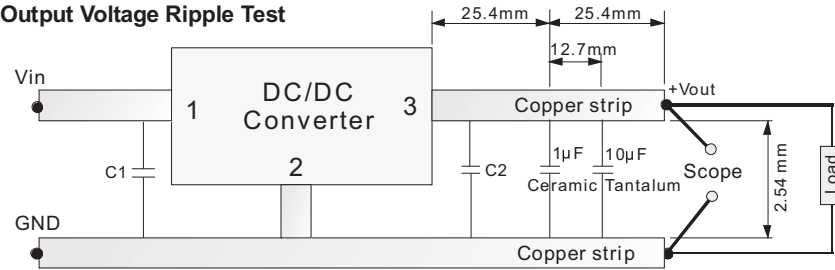 Output Voltage Ripple Test
25.4mm 25.4mm
12.7mm
Vin
+Vout
DC/DC
Converter
1
3
Copper strip
2
C1
C2
1µF
10µF
Ceramic Tantalum
Scope
2.54 mm
Load
GND
Copper strip